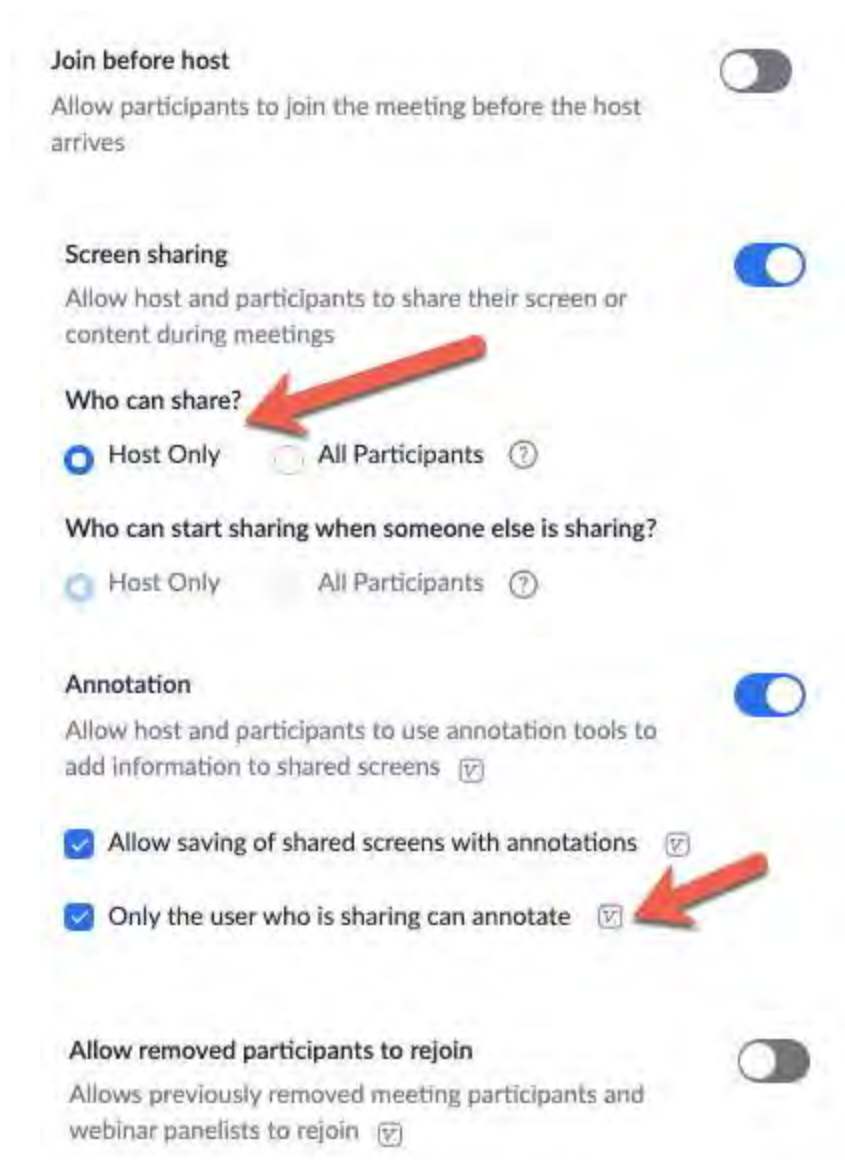 Join before host
Allow participants to join the meeting before the host
arrives
Screen sharing
Allow host and participants to share their screen or
content during meetings
Who can share?
Host Only All Participants ?
Who can start sharing when someone else is sharing?
Host Only All Participants ?
Annotation
Allow host and participants to use annotation tools to
add information to shared screens
Allow saving of shared screens with annotations
Only the user who is sharing can annotate
Allow removed participants to rejoin
Allows previously removed meeting participants and
webinar panelists to rejoin